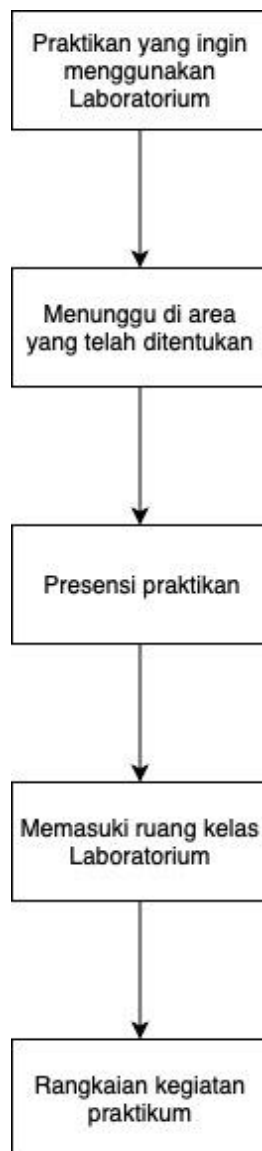 Praktikan yang ingin
menggunakan
Laboratorium
Menunggu di area
yang telah ditentukan
Presensi praktikan
Memasuki ruang kelas
Laboratorium
Rangkaian kegiatan
praktikum